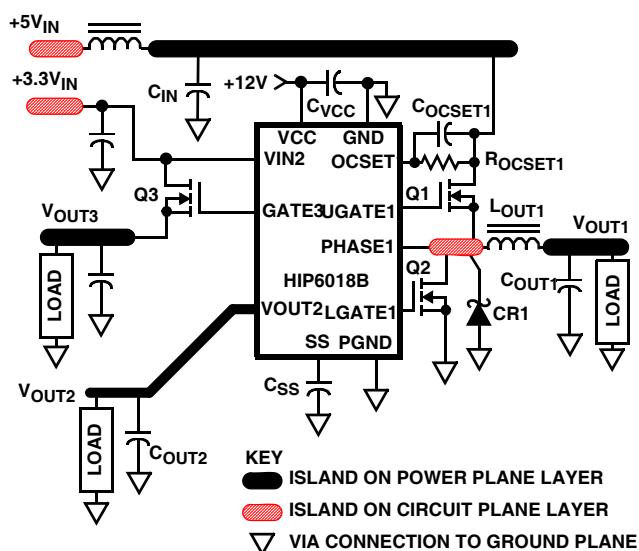 +5VIN
+3.3VIN
CIN
+12V
CVCC
COCSET1
VCC
GND
OCSET
ROCSET1
VIN2
Q3
GATE3
UGATE1
Q1
LOUT1
VOUT3
VOUT1
PHASE1
LOAD
HIP6018B
Q2
COUT1
LOAD
VOUT2
LGATE1
CR1
SS
PGND
CSS
VOUT2
LOAD
COUT2
KEY
ISLAND ON POWER PLANE LAYER
ISLAND ON CIRCUIT PLANE LAYER
VIA CONNECTION TO GROUND PLANE